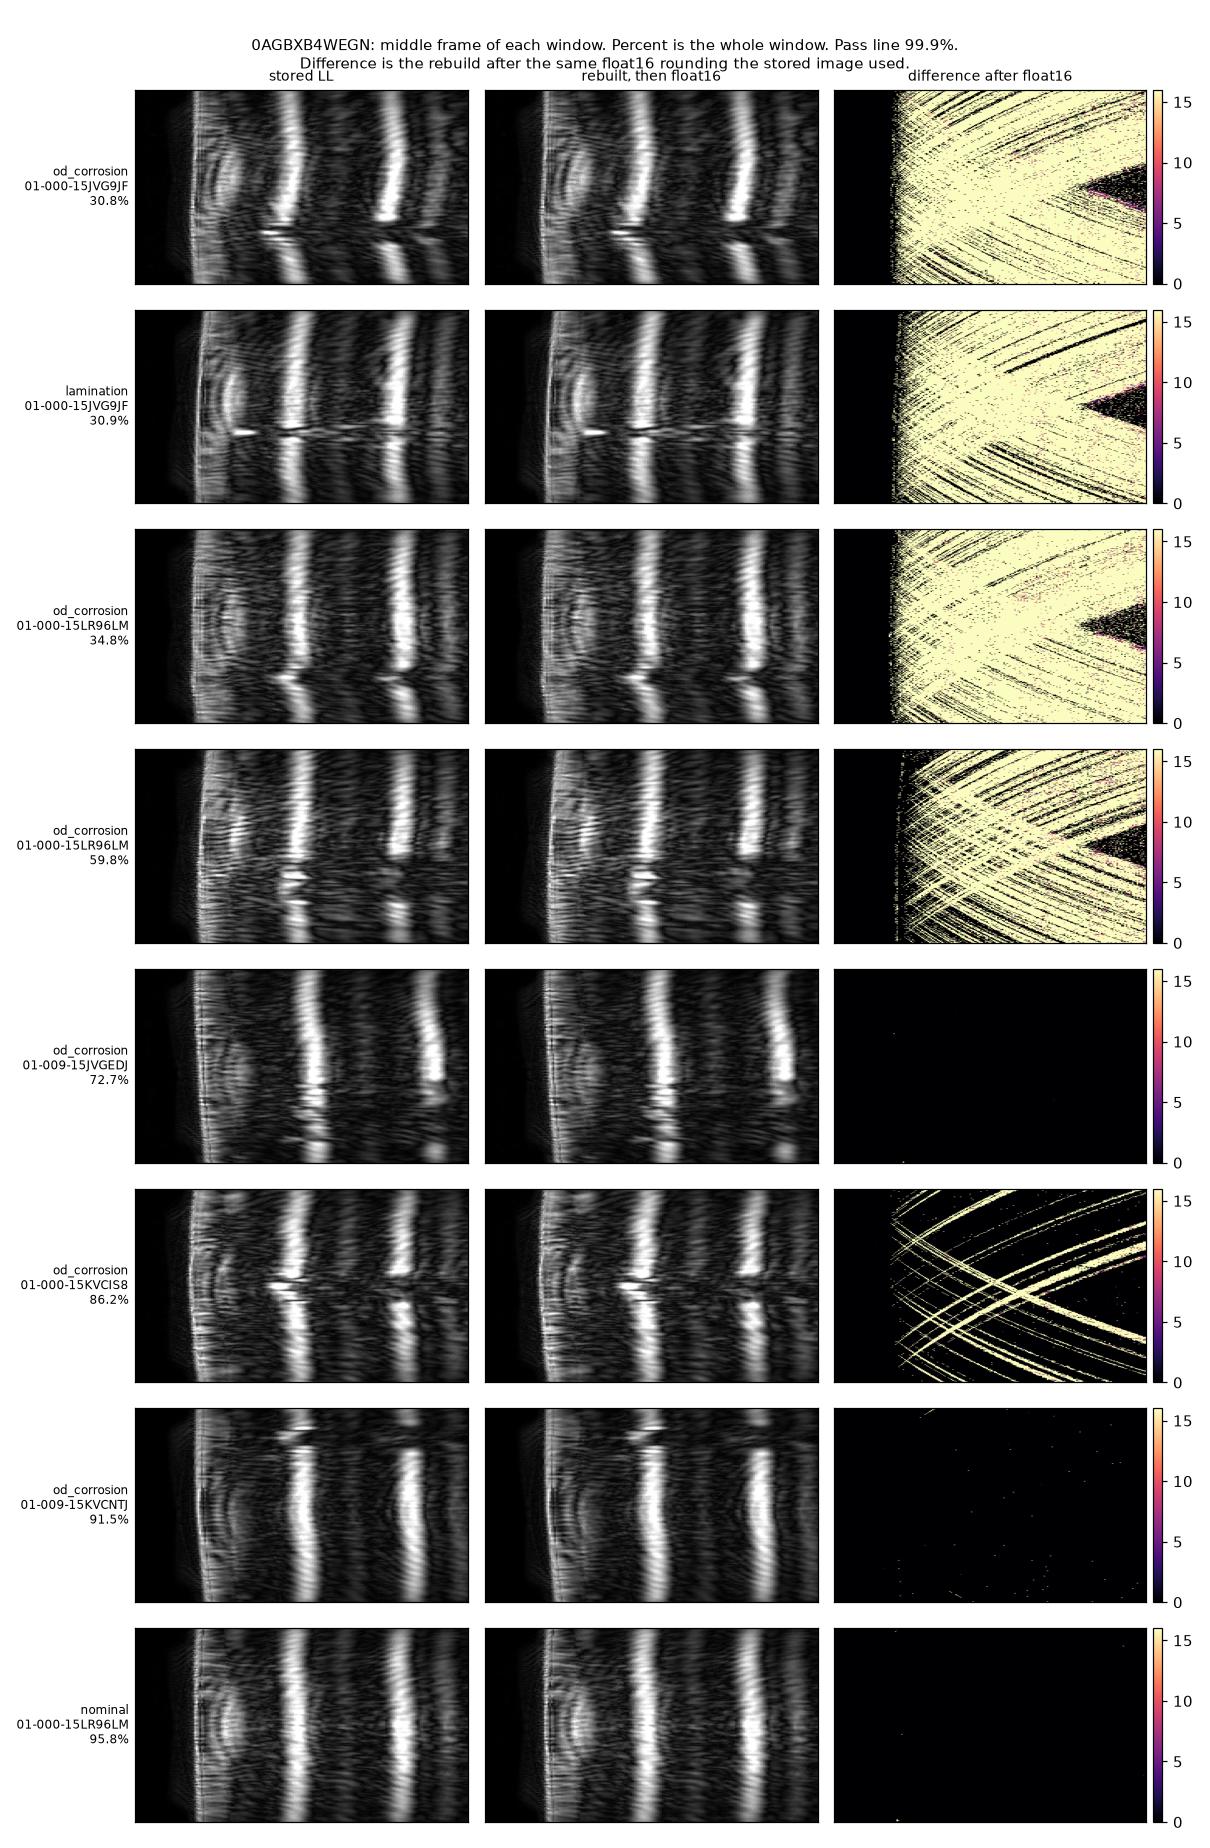 0AGBXB4WEGN: middle frame of each window. Percent is the whole window. Pass line 99.9%.
Difference is the rebuild after the same float16 rounding the stored image used.
stored LL
rebuilt, then float16
difference after float16
od_corrosion
01-000-15JVG9JF
30.8%
15
10
5
0
lamination
01-000-15JVG9JF
30.9%
15
10
5
0
od_corrosion
01-000-15LR96LM
34.8%
15
10
5
0
od_corrosion
01-000-15LR96LM
59.8%
15
10
5
0
od_corrosion
01-009-15JVGEDJ
72.7%
15
10
5
0
od_corrosion
01-000-15KVCIS8
86.2%
15
10
5
0
od_corrosion
01-009-15KVCNTJ
91.5%
15
10
5
0
nominal
01-000-15LR96LM
95.8%
15
10
5
0